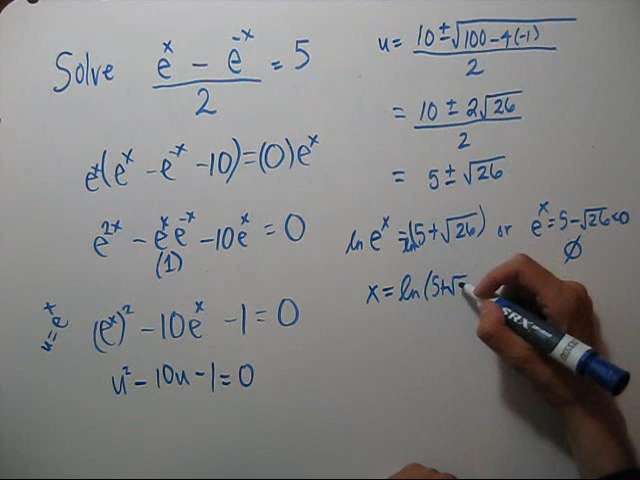 Solve (e^x - e^-x)/2 = 5
e^x(e^x - e^-x - 10) = (0)e^x
e^2x - e^x e^-x - 10e^x = 0
(1)
u = e^x
(e^x)^2 - 10e^x - 1 = 0
u^2 - 10u - 1 = 0
u = (10 ± √(100 - 4(-1)))/2
= (10 ± 2√26)/2
= 5 ± √26
ln e^x = ln(5 + √26) or e^x = 5 - √26 < 0
∅
x = ln(5 + √
SRX